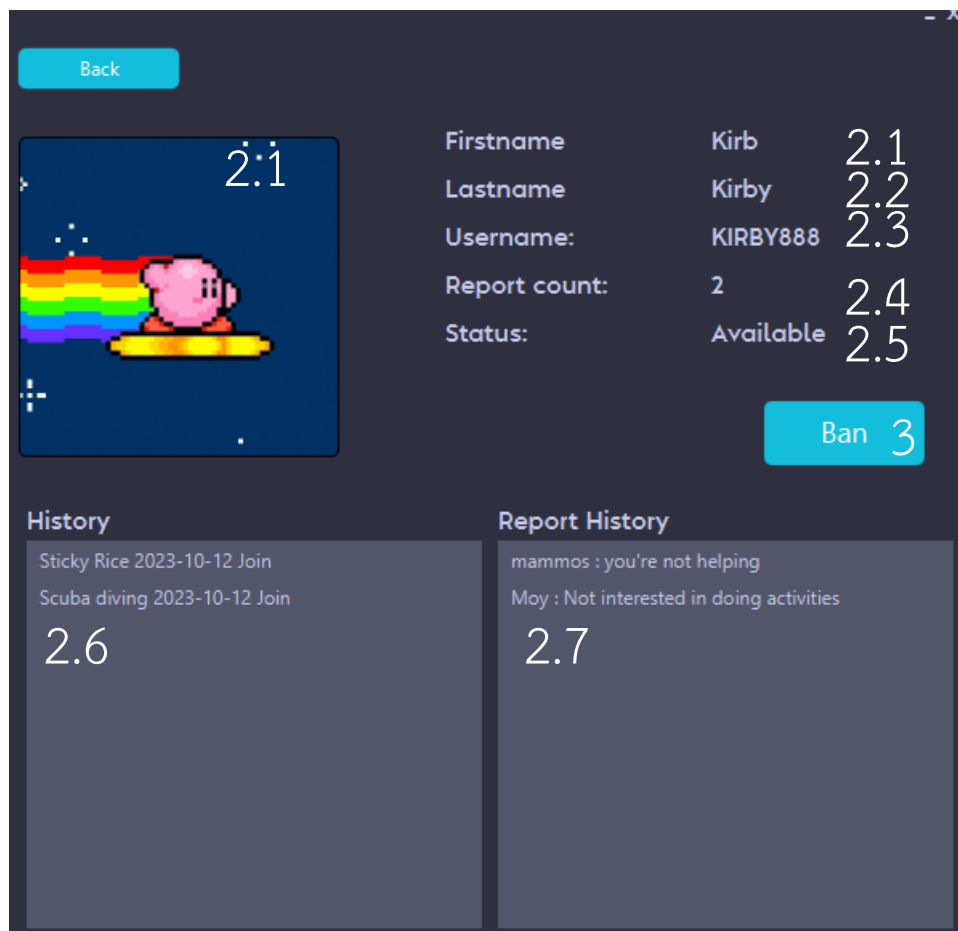 Back
2.1
Firstname Kirb 2.1
Lastname Kirby 2.2
Username: KIRBY888 2.3
Report count: 2 2.4
Status: Available 2.5
Ban 3
History
Sticky Rice 2023-10-12 Join
Scuba diving 2023-10-12 Join
2.6
Report History
mammos : you're not helping
Moy : Not interested in doing activities
2.7